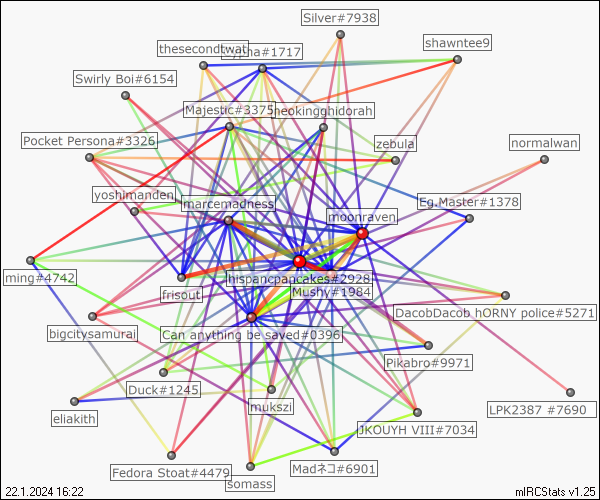 Silver#7938
shawntee9
thesecondtwat
Swirly Boi#6154
Majestic#3375
Pocket Persona#3326
zebula
normalwan
yoshimanden
marcemadness
Eg.Master#1378
moonraven
ming#4742
hispancpancakes#2928
frisout
Mushy#1984
DacobDacob hORNY police#5271
bigcitysamurai
Can anything be saved#0396
Pikabro#9971
Duck#1245
mukszi
LPK2387 #7690
eliakith
JKOUYH VIII#7034
Fedora Stoat#4479
Madネコ#6901
somass
22.1.2024 16:22
mIRCStats v1.25